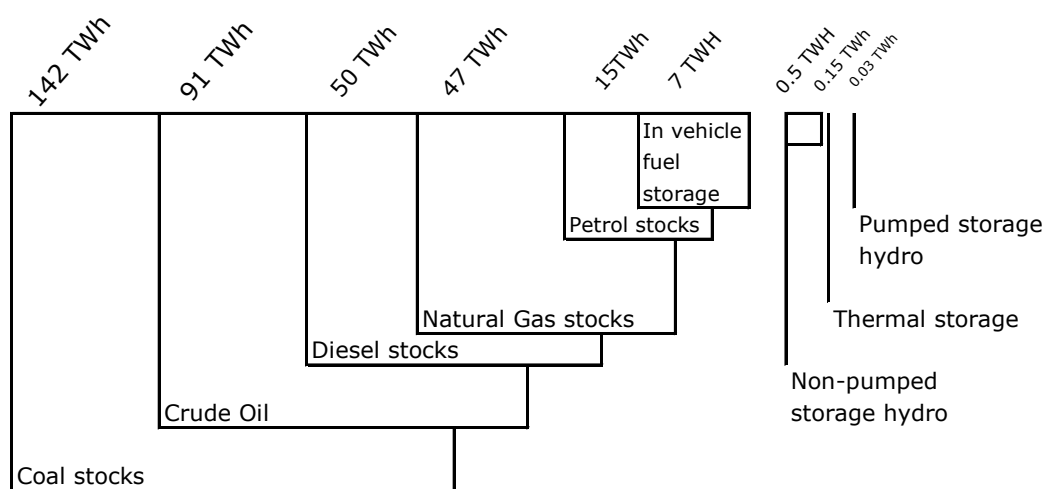 142 TWh
91 TWh
50 TWh
47 TWh
15TWh
7 TWH
0.5 TWH
0.15 TWh
0.03 TWh
In vehicle
fuel
storage
Petrol stocks
Pumped storage
hydro
Natural Gas stocks
Thermal storage
Diesel stocks
Non-pumped
storage hydro
Crude Oil
Coal stocks